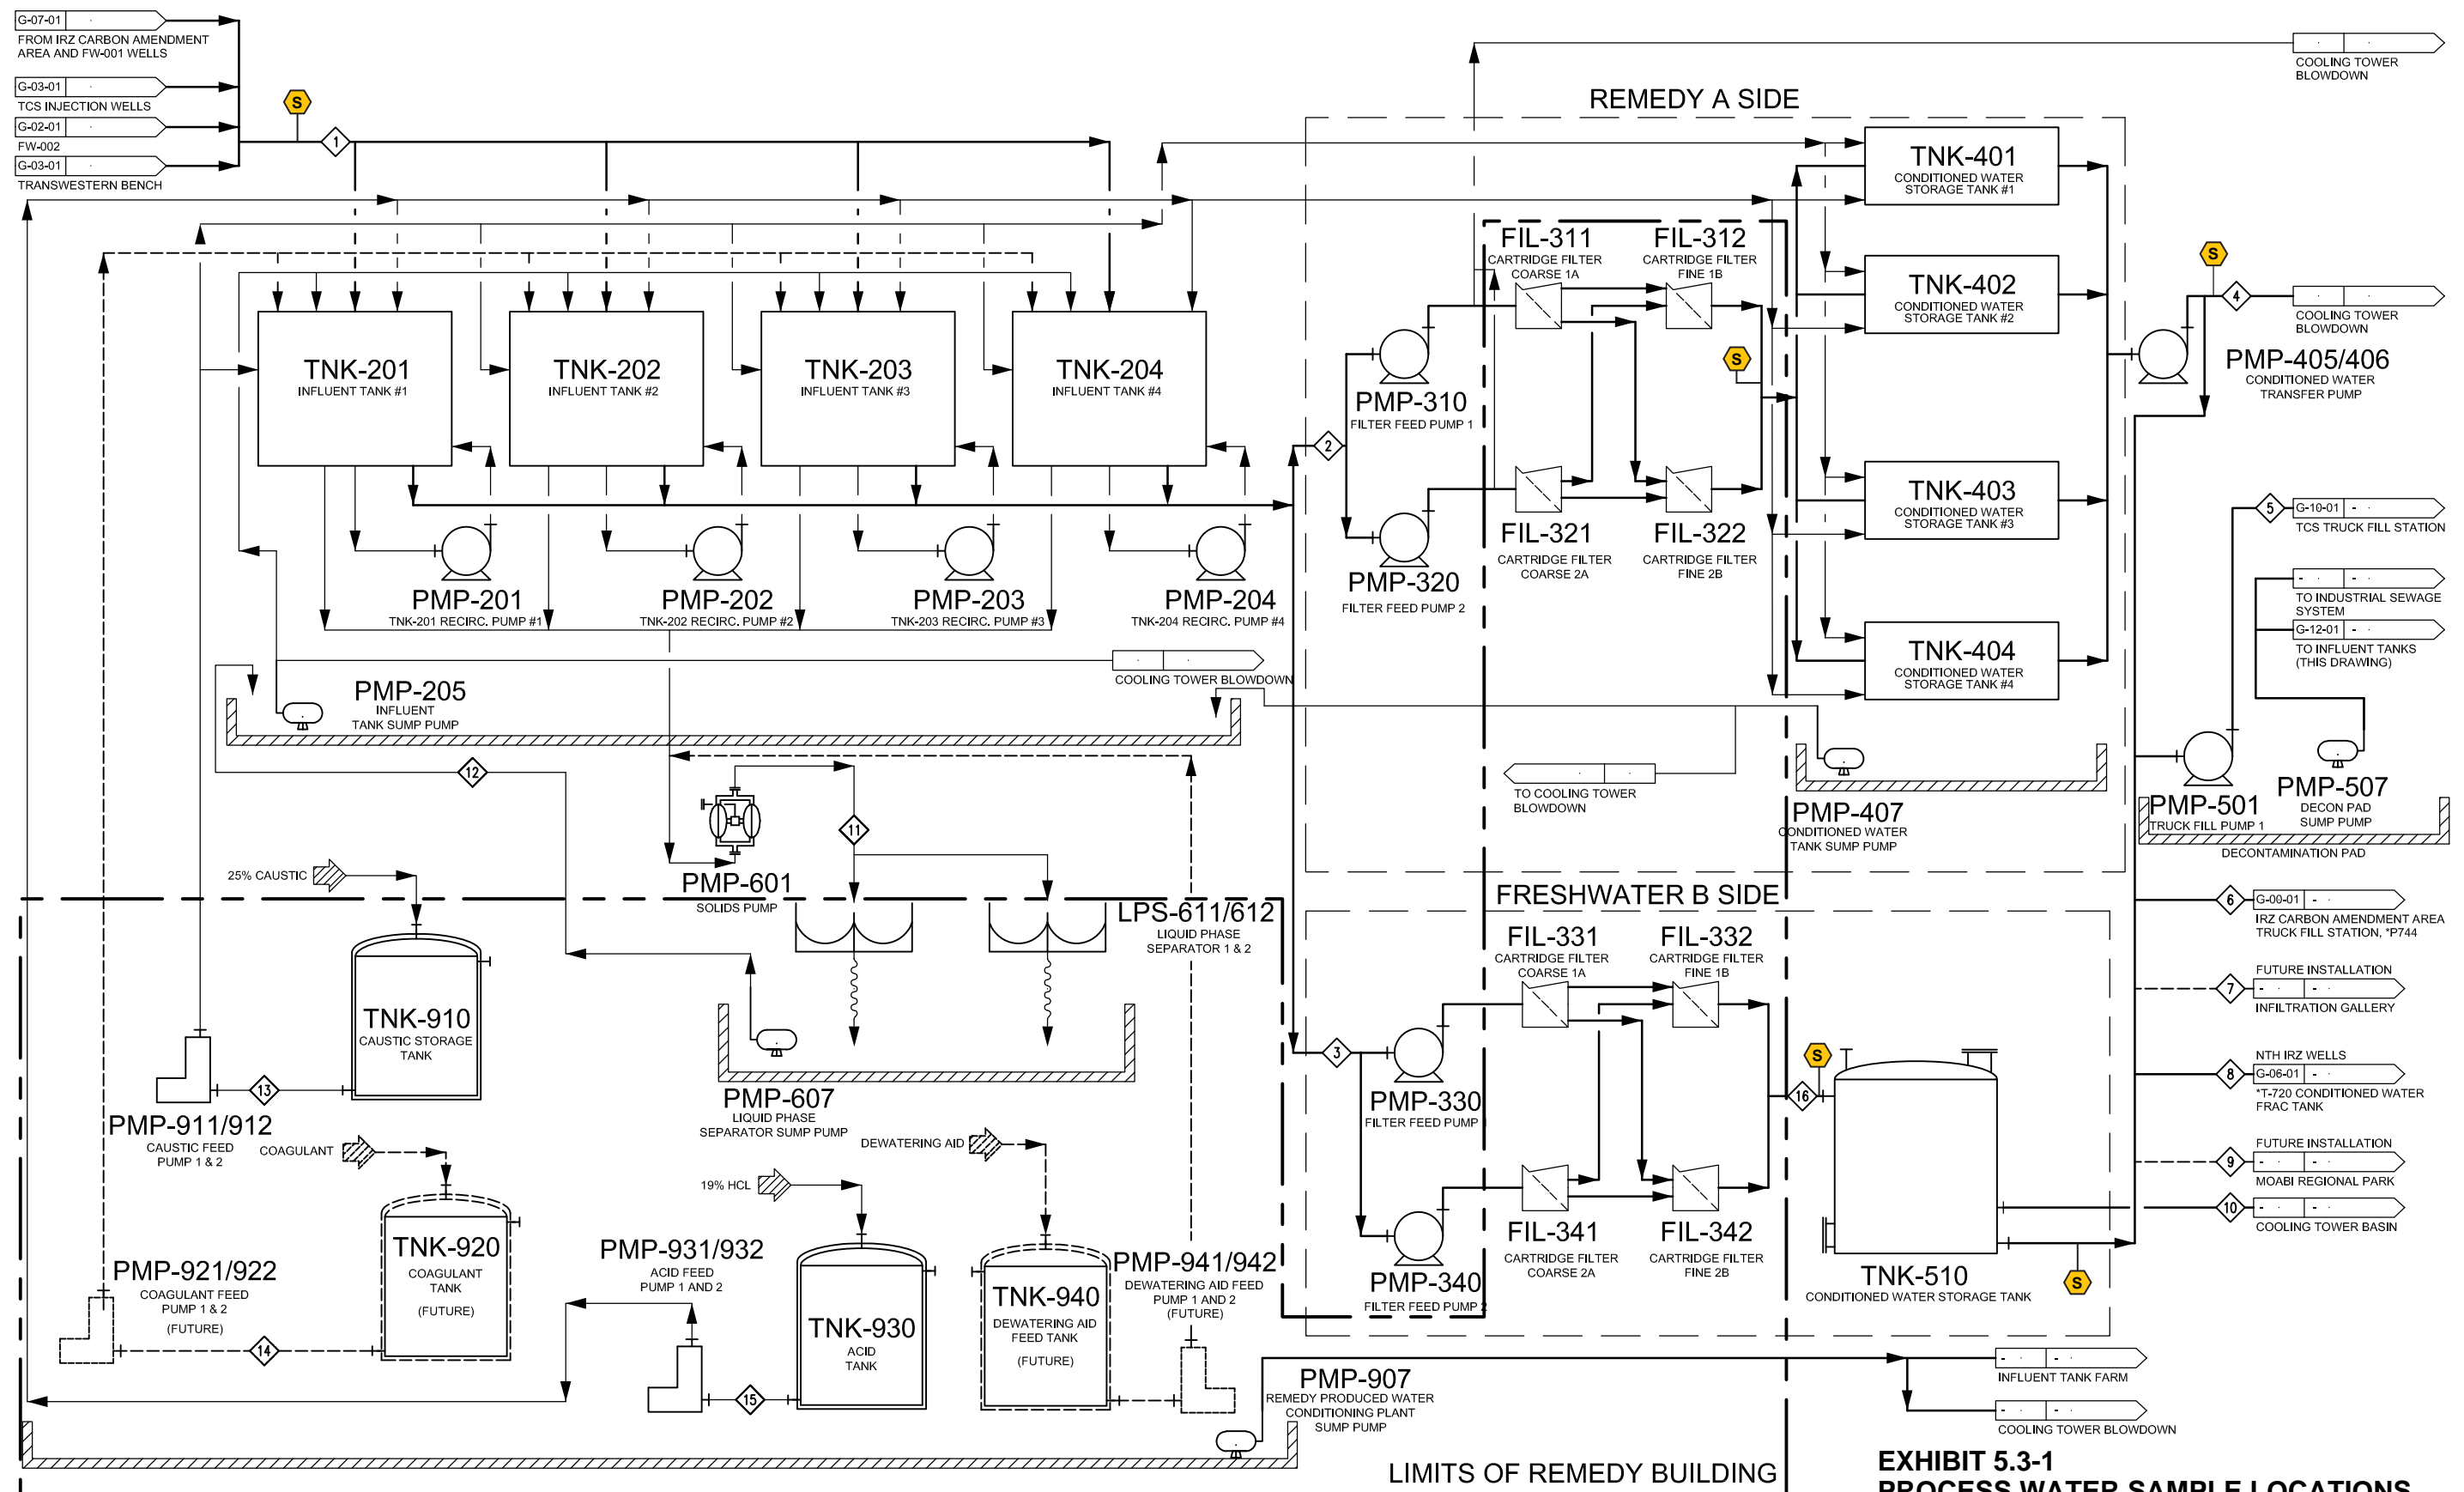 G-07-01
FROM IRZ CARBON AMENDMENT
AREA AND FW-001 WELLS
G-03-01
TCS INJECTION WELLS
G-02-01
FW-002
G-03-01
TRANSWESTERN BENCH
S
1
COOLING TOWER
BLOWDOWN
REMEDY A SIDE
TNK-401
CONDITIONED WATER
STORAGE TANK #1
TNK-402
CONDITIONED WATER
STORAGE TANK #2
TNK-403
CONDITIONED WATER
STORAGE TANK #3
TNK-404
CONDITIONED WATER
STORAGE TANK #4
FIL-311
CARTRIDGE FILTER
COARSE 1A
FIL-312
CARTRIDGE FILTER
FINE 1B
FIL-321
CARTRIDGE FILTER
COARSE 2A
FIL-322
CARTRIDGE FILTER
FINE 2B
S
S
4
COOLING TOWER
BLOWDOWN
PMP-405/406
CONDITIONED WATER
TRANSFER PUMP
TNK-201
INFLUENT TANK #1
TNK-202
INFLUENT TANK #2
TNK-203
INFLUENT TANK #3
TNK-204
INFLUENT TANK #4
2
PMP-310
FILTER FEED PUMP 1
PMP-320
FILTER FEED PUMP 2
PMP-201
TNK-201 RECIRC. PUMP #1
PMP-202
TNK-202 RECIRC. PUMP #2
PMP-203
TNK-203 RECIRC. PUMP #3
PMP-204
TNK-204 RECIRC. PUMP #4
5
G-10-01
TCS TRUCK FILL STATION
TO INDUSTRIAL SEWAGE
SYSTEM
G-12-01
TO INFLUENT TANKS
(THIS DRAWING)
COOLING TOWER BLOWDOWN
PMP-205
INFLUENT
TANK SUMP PUMP
TO COOLING TOWER
BLOWDOWN
PMP-407
CONDITIONED WATER
TANK SUMP PUMP
PMP-501
TRUCK FILL PUMP 1
PMP-507
DECON PAD
SUMP PUMP
DECONTAMINATION PAD
12
11
PMP-601
SOLIDS PUMP
25% CAUSTIC
LPS-611/612
LIQUID PHASE
SEPARATOR 1 & 2
FRESHWATER B SIDE
FIL-331
CARTRIDGE FILTER
COARSE 1A
FIL-332
CARTRIDGE FILTER
FINE 1B
FIL-341
CARTRIDGE FILTER
COARSE 2A
FIL-342
CARTRIDGE FILTER
FINE 2B
6
G-00-01
IRZ CARBON AMENDMENT AREA
TRUCK FILL STATION, *P744
FUTURE INSTALLATION
7
INFILTRATION GALLERY
NTH IRZ WELLS
8
G-06-01
*T-720 CONDITIONED WATER
FRAC TANK
FUTURE INSTALLATION
9
MOABI REGIONAL PARK
10
COOLING TOWER BASIN
TNK-910
CAUSTIC STORAGE
TANK
13
PMP-911/912
CAUSTIC FEED
PUMP 1 & 2
PMP-607
LIQUID PHASE
SEPARATOR SUMP PUMP
3
PMP-330
FILTER FEED PUMP
PMP-340
FILTER FEED PUMP 2
S
16
TNK-510
CONDITIONED WATER STORAGE TANK
S
COAGULANT
TNK-920
COAGULANT
TANK
(FUTURE)
PMP-921/922
COAGULANT FEED
PUMP 1 & 2
(FUTURE)
14
19% HCL
PMP-931/932
ACID FEED
PUMP 1 AND 2
15
TNK-930
ACID
TANK
DEWATERING AID
TNK-940
DEWATERING AID
FEED TANK
(FUTURE)
PMP-941/942
DEWATERING AID FEED
PUMP 1 AND 2
(FUTURE)
PMP-907
REMEDY PRODUCED WATER
CONDITIONING PLANT
SUMP PUMP
INFLUENT TANK FARM
COOLING TOWER BLOWDOWN
LIMITS OF REMEDY BUILDING
EXHIBIT 5.3-1
PROCESS WATER SAMPLE LOCATIONS